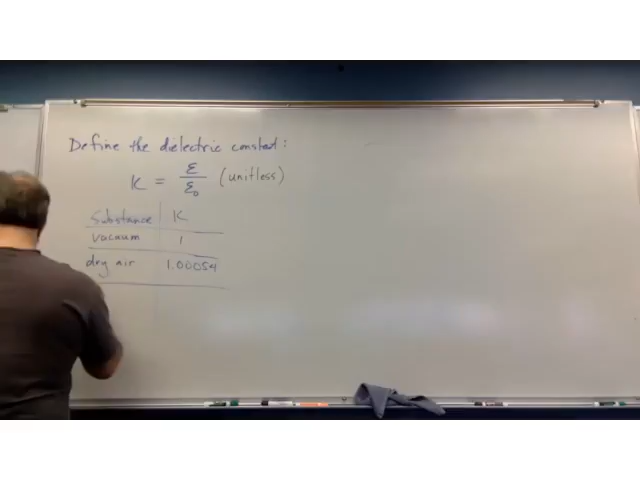 Define the dielectric constant:
K = ε/ε₀ (unitless)
Substance K
vacuum 1
dry air 1.00054